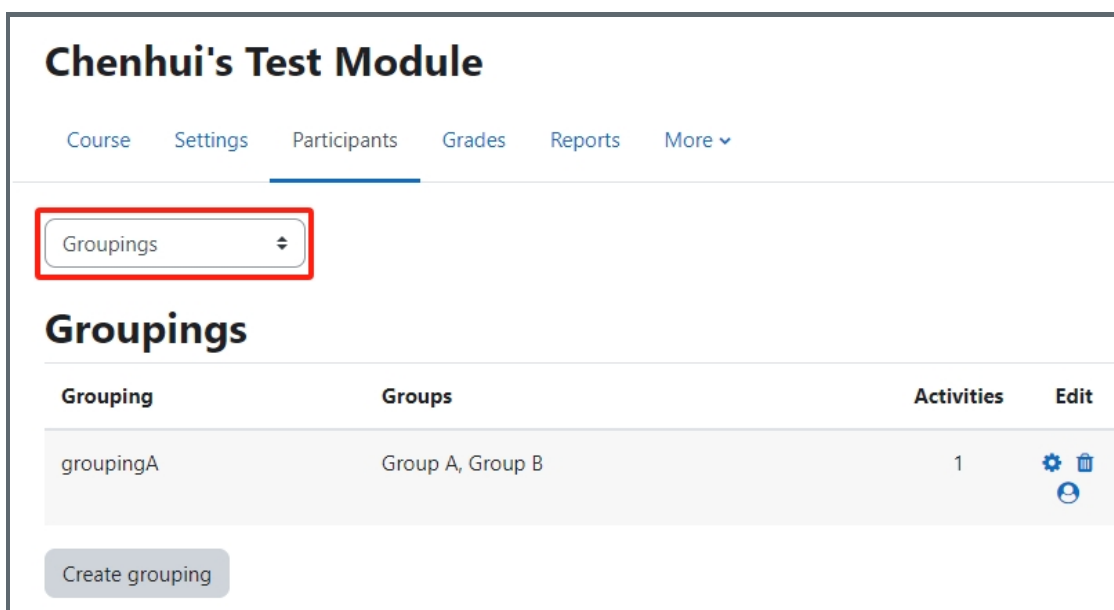 Chenhui's Test Module
Course Settings Participants Grades Reports More
Groupings
Groupings
Grouping Groups Activities Edit
groupingA Group A, Group B 1
Create grouping